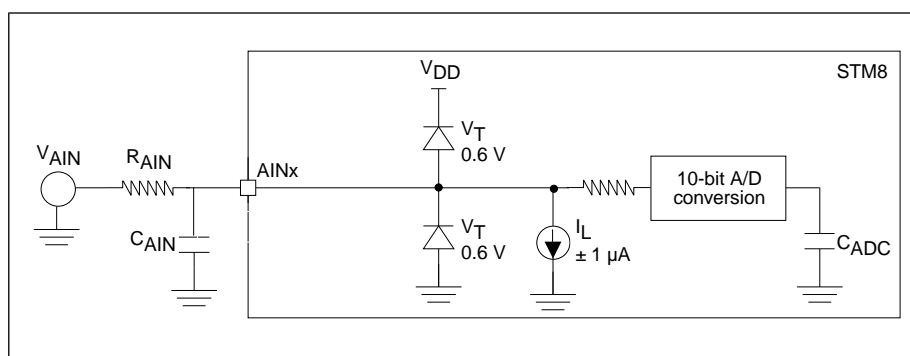 STM8
VDD
VT
0.6 V
VAIN
RAIN
AINx
10-bit A/D
conversion
CAIN
VT
0.6 V
IL
± 1 µA
CADC